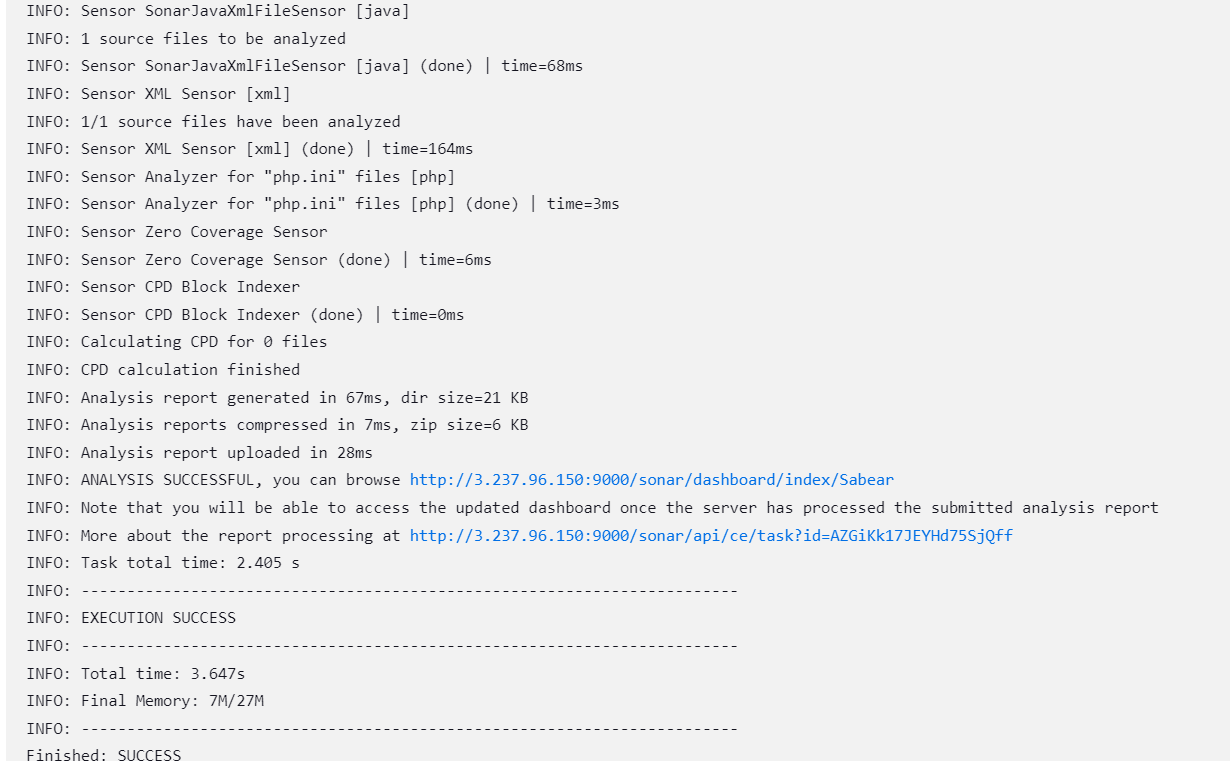 INFO: Sensor SonarJavaXmlFileSensor [java]
INFO: 1 source files to be analyzed
INFO: Sensor SonarJavaXmlFileSensor [java] (done) | time=68ms
INFO: Sensor XML Sensor [xml]
INFO: 1/1 source files have been analyzed
INFO: Sensor XML Sensor [xml] (done) | time=164ms
INFO: Sensor Analyzer for "php.ini" files [php]
INFO: Sensor Analyzer for "php.ini" files [php] (done) | time=3ms
INFO: Sensor Zero Coverage Sensor
INFO: Sensor Zero Coverage Sensor (done) | time=6ms
INFO: Sensor CPD Block Indexer
INFO: Sensor CPD Block Indexer (done) | time=0ms
INFO: Calculating CPD for 0 files
INFO: CPD calculation finished
INFO: Analysis report generated in 67ms, dir size=21 KB
INFO: Analysis reports compressed in 7ms, zip size=6 KB
INFO: Analysis report uploaded in 28ms
INFO: ANALYSIS SUCCESSFUL, you can browse http://3.237.96.150:9000/sonar/dashboard/index/Sabear
INFO: Note that you will be able to access the updated dashboard once the server has processed the submitted analysis report
INFO: More about the report processing at http://3.237.96.150:9000/sonar/api/ce/task?id=AZGiKk17JEYHd75SjQff
INFO: Task total time: 2.405 s
INFO: ------------------------------------------------------------------------
INFO: EXECUTION SUCCESS
INFO: ------------------------------------------------------------------------
INFO: Total time: 3.647s
INFO: Final Memory: 7M/27M
INFO: ------------------------------------------------------------------------
Finished: SUCCESS